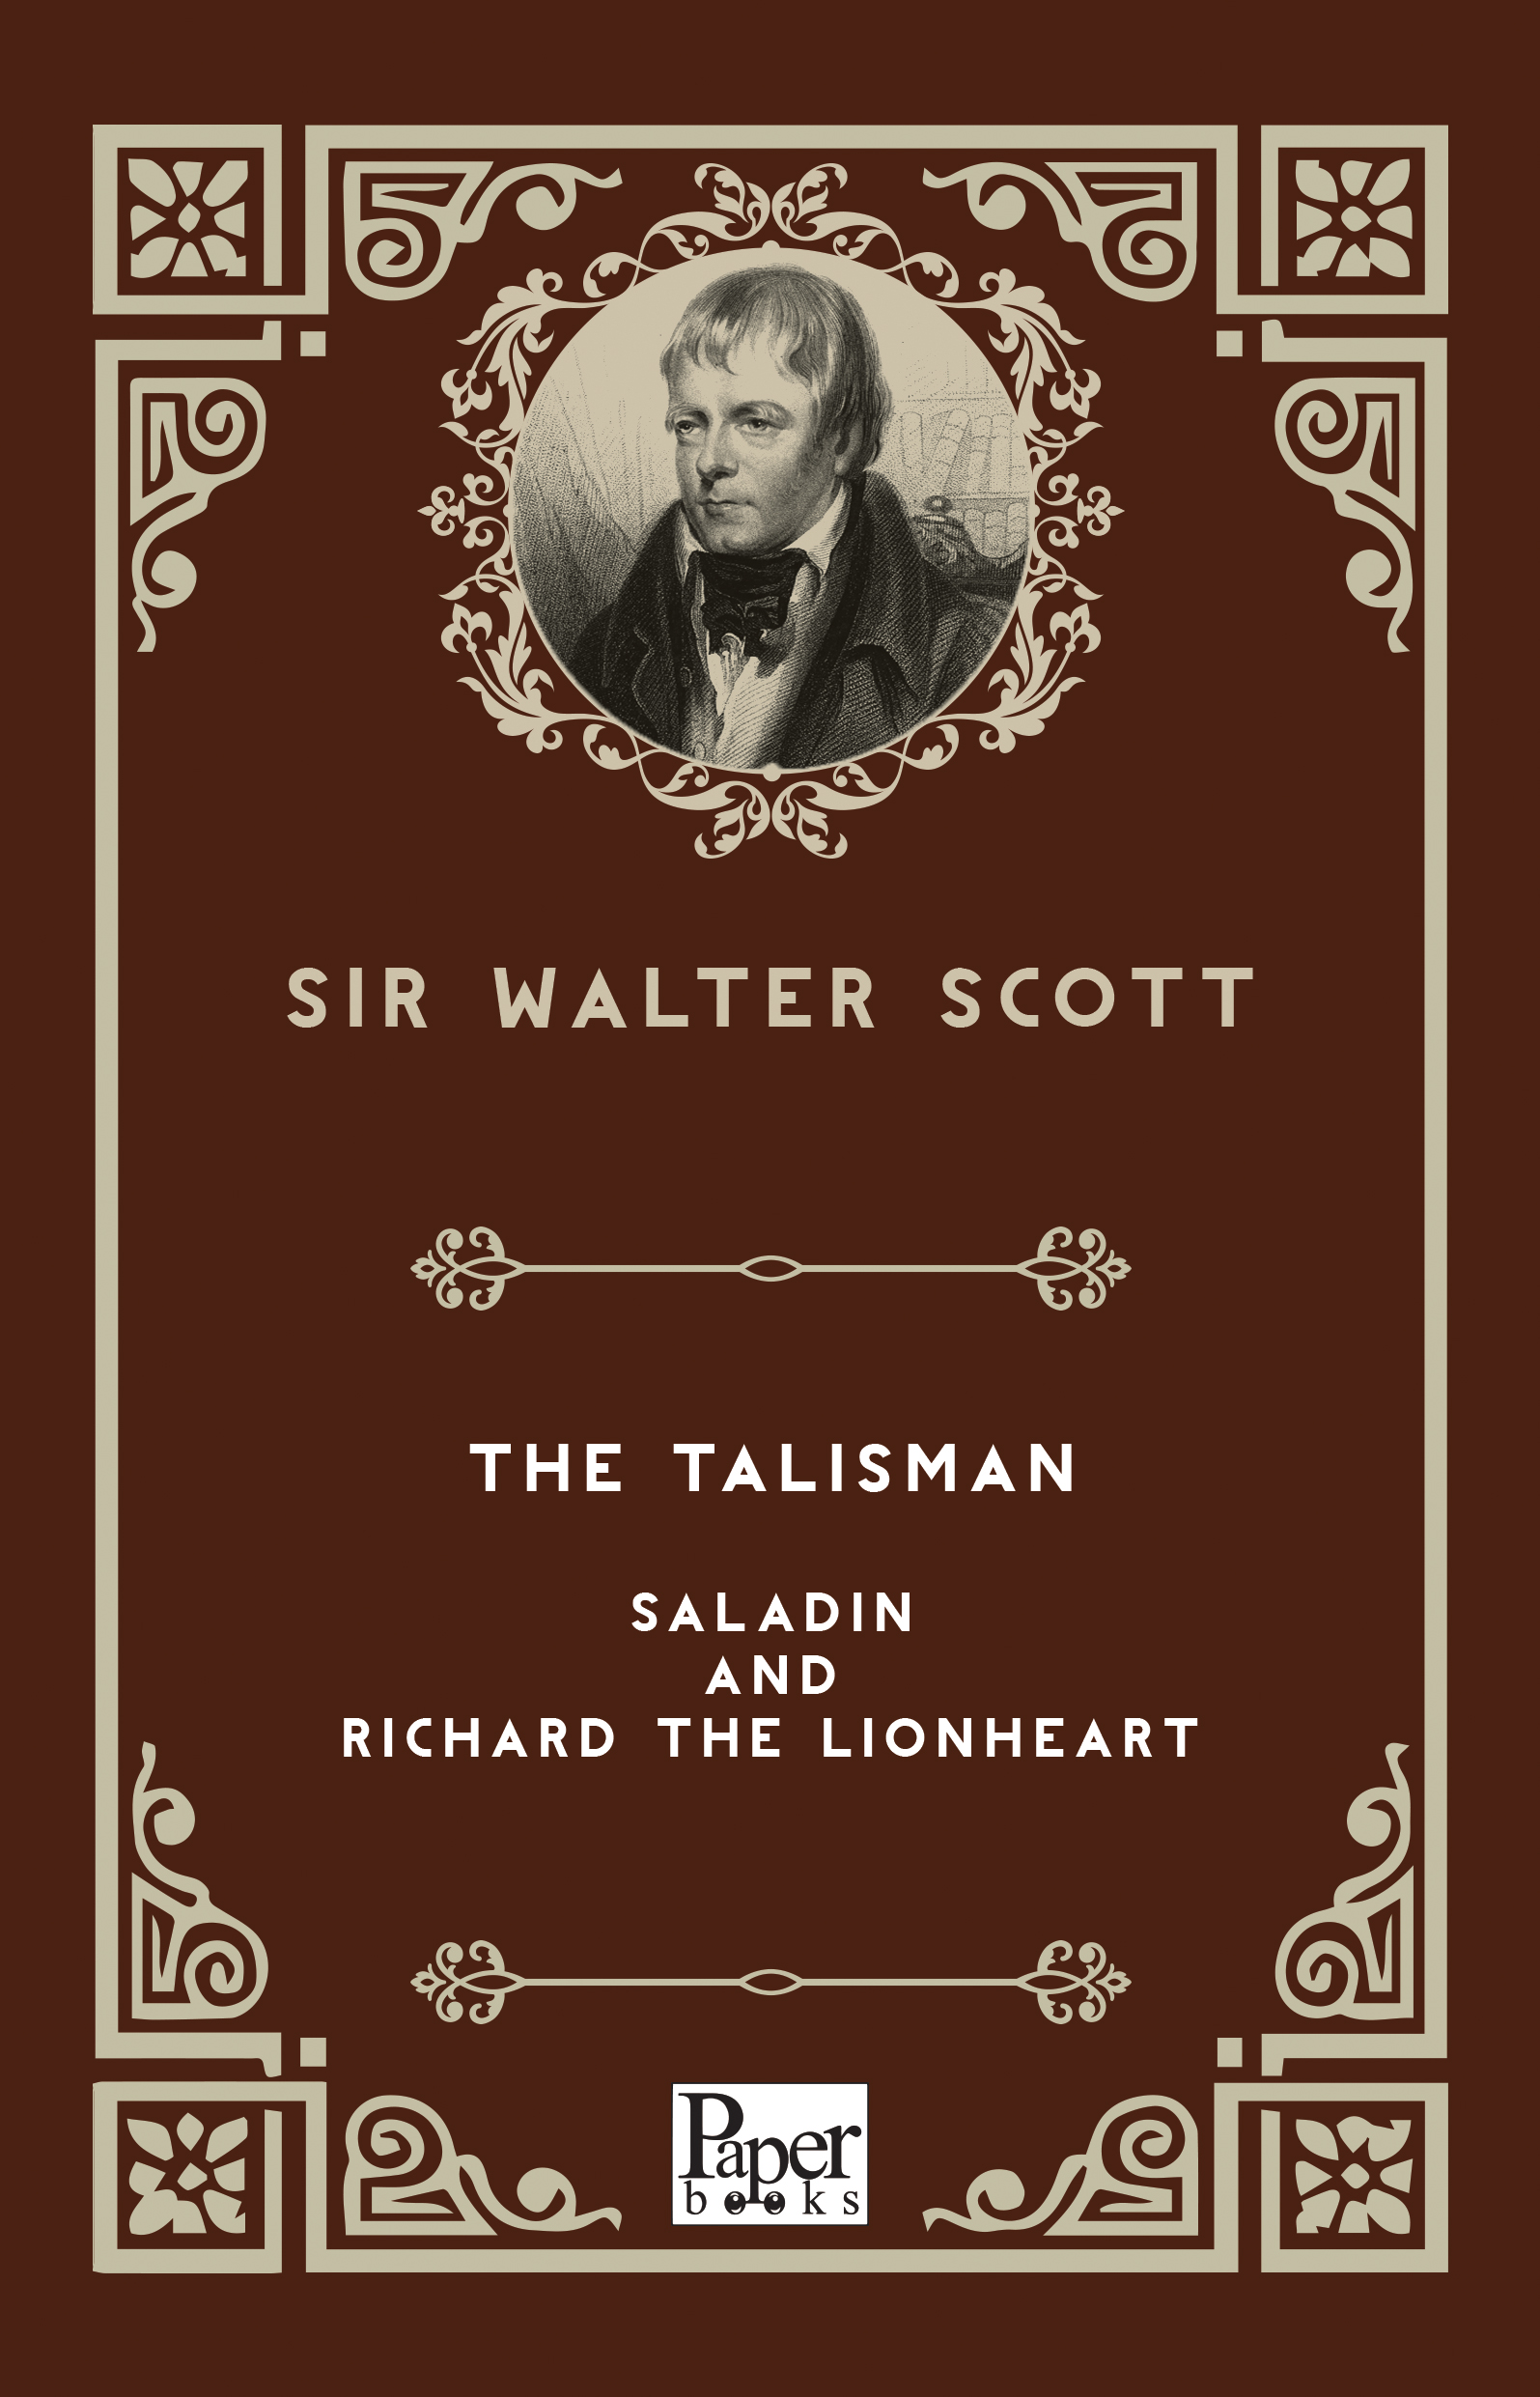 SIR WALTER SCOTT
THE TALISMAN
SALADIN
AND
RICHARD THE LIONHEART
Paper
books